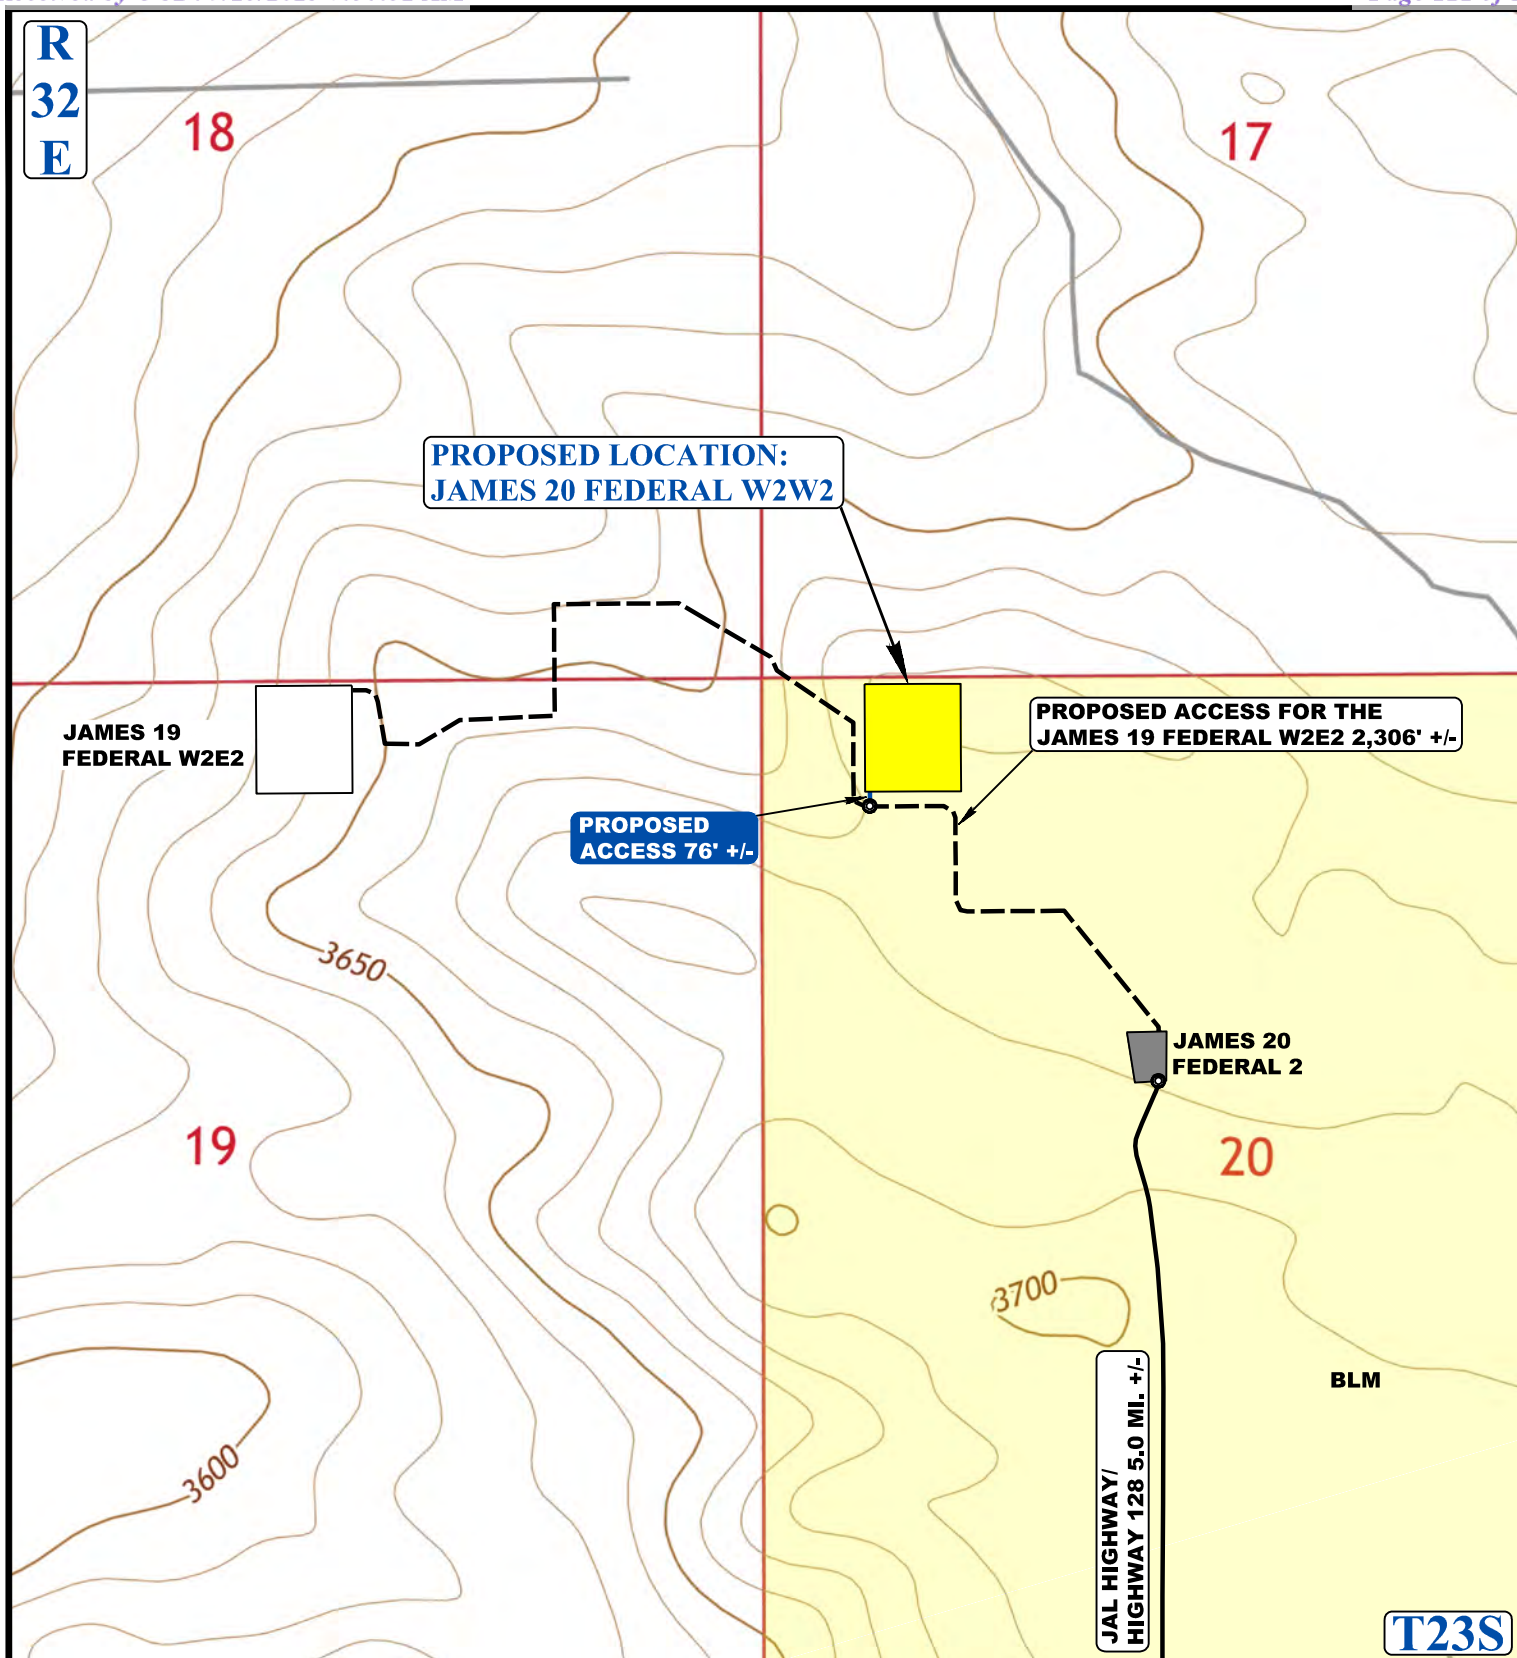 R
32
E
18
17
PROPOSED LOCATION:
JAMES 20 FEDERAL W2W2
JAMES 19
FEDERAL W2E2
PROPOSED ACCESS FOR THE
JAMES 19 FEDERAL W2E2 2,306' +/-
PROPOSED
ACCESS 76' +/-
3650
JAMES 20
FEDERAL 2
19
20
3700
BLM
JAL HIGHWAY/
HIGHWAY 128 5.0 MI. +/-
3600
T23S